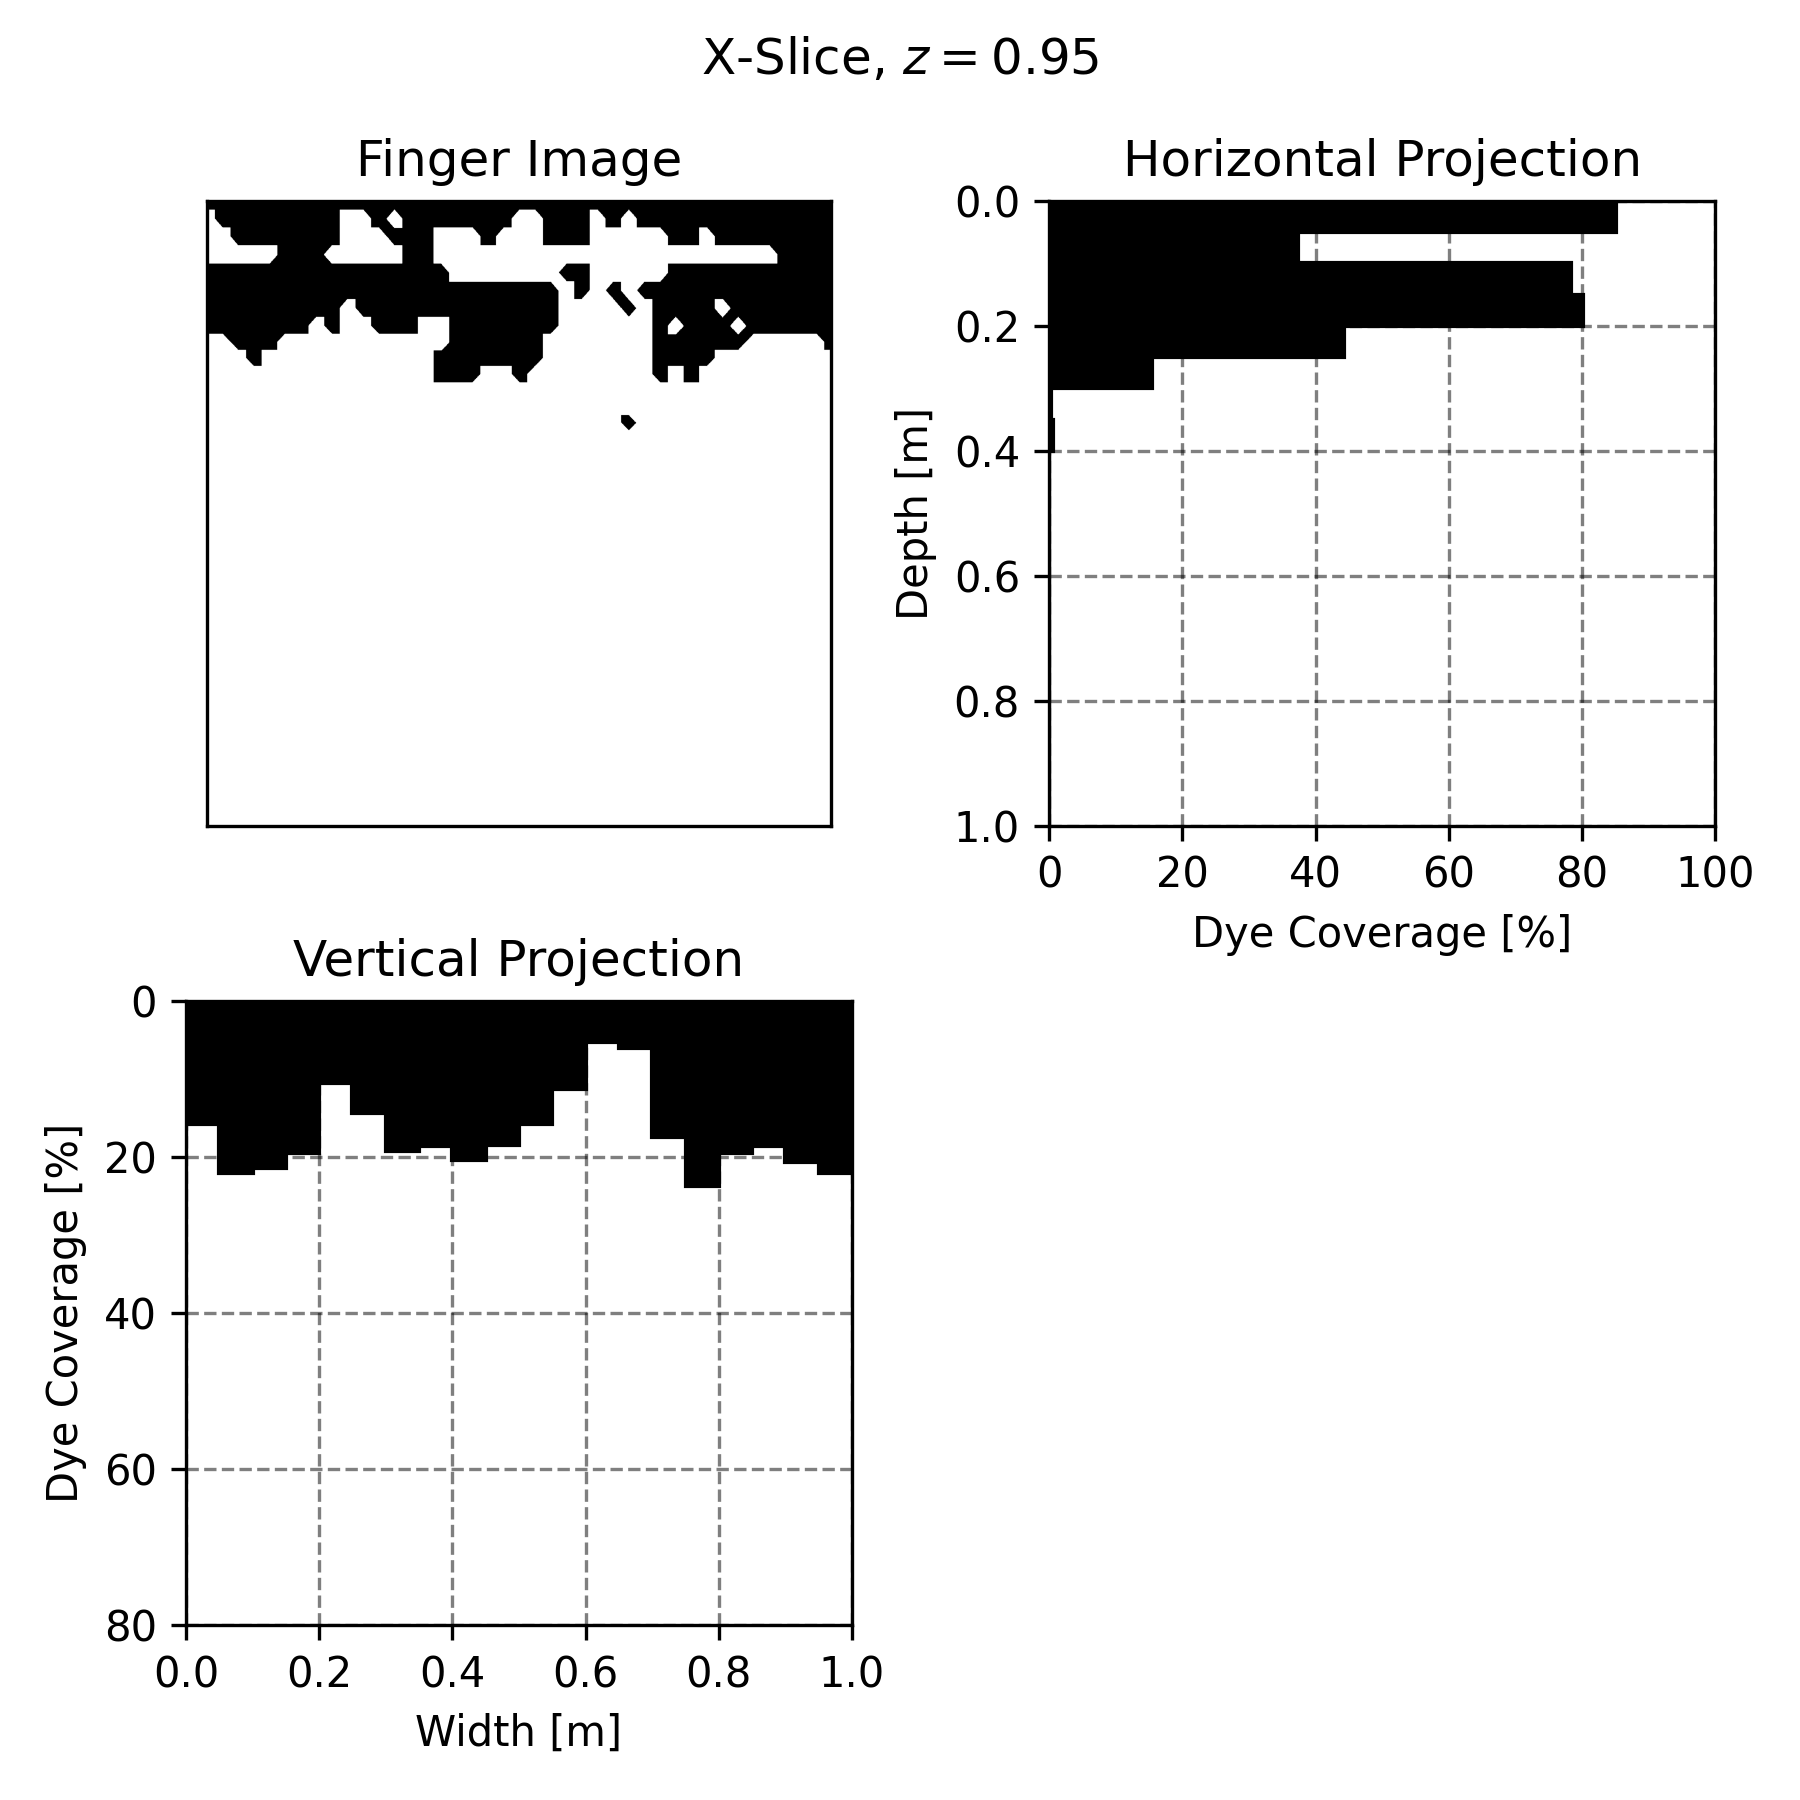 X-Slice, z = 0.95
Finger Image
Horizontal Projection
0.0
0.2
0.4
0.6
0.8
1.0
Depth [m]
0 20 40 60 80 100
Dye Coverage [%]
Vertical Projection
0
20
40
60
80
Dye Coverage [%]
0.0 0.2 0.4 0.6 0.8 1.0
Width [m]